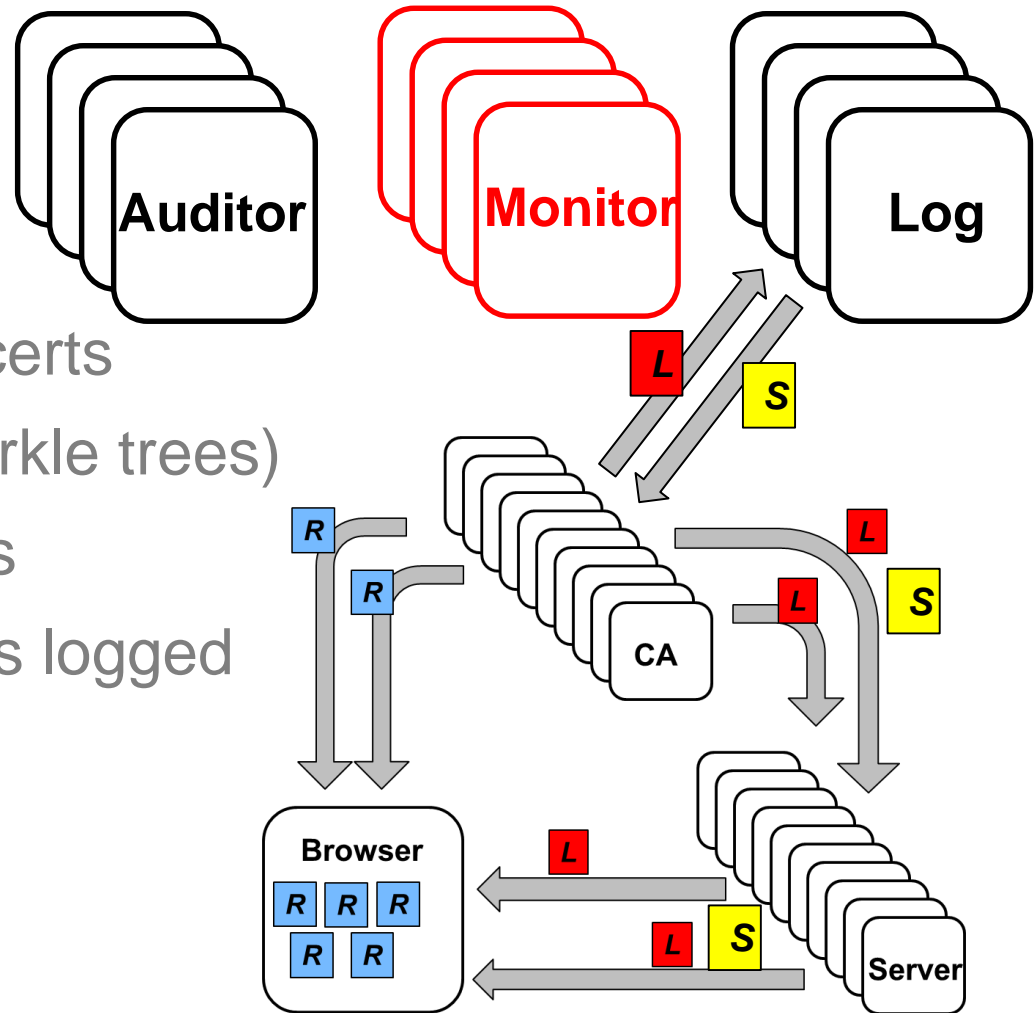 Auditor
Monitor
Log
certs
rkle trees)
s
s logged
L
S
R
R
L
S
L
CA
Browser
R R R
R R
L
L S
Server